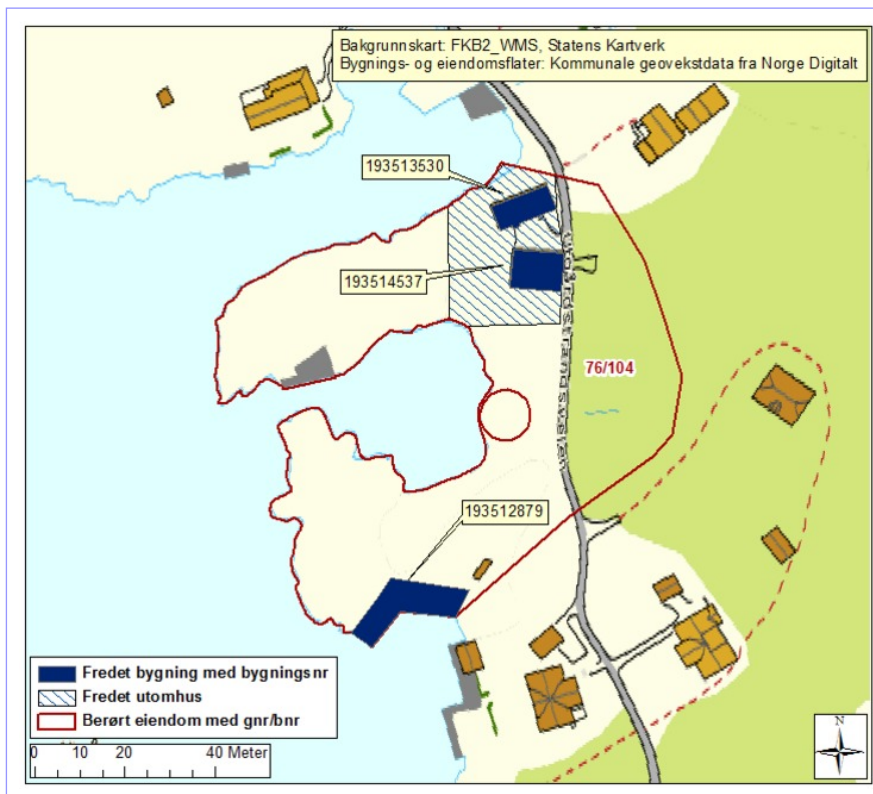 Bakgrunnskart: FKB2_WMS, Statens Kartverk
Bygnings- og eiendomsflater: Kommunale geovekstdata fra Norge Digitalt
193513530
193514537
76/104
193512879
Fredet bygning med bygningsnr
Fredet utomhus
Berørt eiendom med gnr/bnr
0 10 20 40 Meter
N